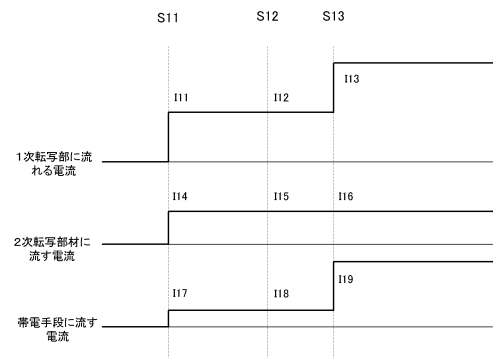 S11 S12 S13
I11 I12 I13
1次転写部に流
れる電流
I14 I15 I16
2次転写部材に
流す電流
I17 I18 I19
帯電手段に流す
電流